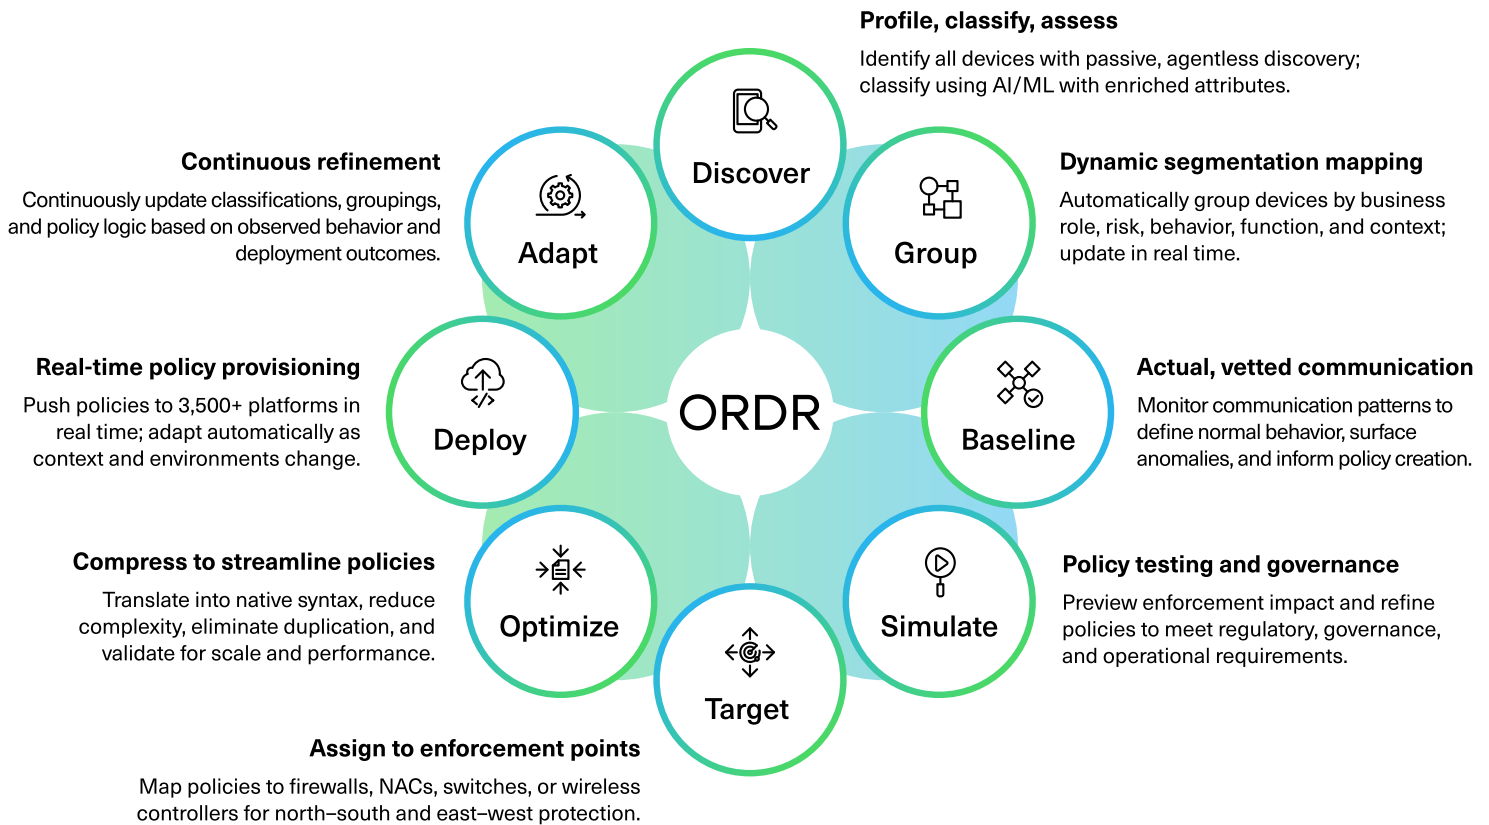 Profile, classify, assess
Identify all devices with passive, agentless discovery;
classify using AI/ML with enriched attributes.
Discover
Dynamic segmentation mapping
Automatically group devices by business
role, risk, behavior, function, and context;
update in real time.
Group
Actual, vetted communication
Monitor communication patterns to
define normal behavior, surface
anomalies, and inform policy creation.
Baseline
Policy testing and governance
Preview enforcement impact and refine
policies to meet regulatory, governance,
and operational requirements.
Simulate
Target
Assign to enforcement points
Map policies to firewalls, NACs, switches, or wireless
controllers for north–south and east–west protection.
Optimize
Compress to streamline policies
Translate into native syntax, reduce
complexity, eliminate duplication, and
validate for scale and performance.
Deploy
Real-time policy provisioning
Push policies to 3,500+ platforms in
real time; adapt automatically as
context and environments change.
Adapt
Continuous refinement
Continuously update classifications, groupings,
and policy logic based on observed behavior and
deployment outcomes.
ORDR